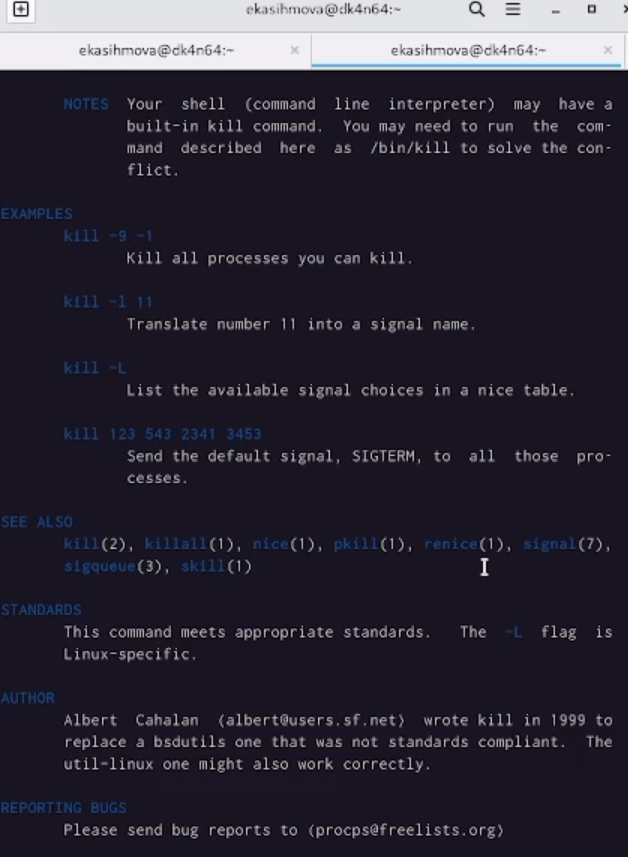 ekasihmova@dk4n64:~
ekasihmova@dk4n64:~ × ekasihmova@dk4n64:~ ×
NOTES Your shell (command line interpreter) may have a
built-in kill command. You may need to run the com-
mand described here as /bin/kill to solve the con-
flict.
EXAMPLES
kill -9 -1
Kill all processes you can kill.
kill -l 11
Translate number 11 into a signal name.
kill -L
List the available signal choices in a nice table.
kill 123 543 2341 3453
Send the default signal, SIGTERM, to all those pro-
cesses.
SEE ALSO
kill(2), killall(1), nice(1), pkill(1), renice(1), signal(7),
sigqueue(3), skill(1)
STANDARDS
This command meets appropriate standards. The -L flag is
Linux-specific.
AUTHOR
Albert Cahalan ⟨albert@users.sf.net⟩ wrote kill in 1999 to
replace a bsdutils one that was not standards compliant. The
util-linux one might also work correctly.
REPORTING BUGS
Please send bug reports to ⟨procps@freelists.org⟩